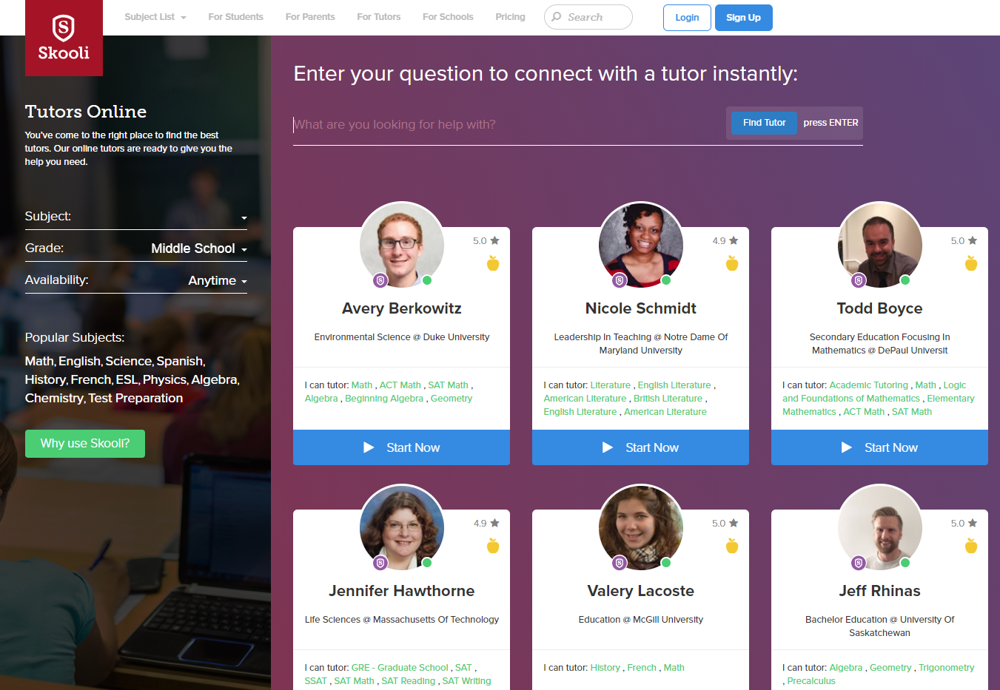 Subject List
For Students
For Parents
For Tutors
For Schools
Pricing
Search
Login
Sign Up
S
Skooli
Tutors Online
You've come to the right place to find the best
tutors. Our online tutors are ready to give you the
help you need.
Subject:
Grade: Middle School
Availability: Anytime
Popular Subjects:
Math, English, Science, Spanish,
History, French, ESL, Physics, Algebra,
Chemistry, Test Preparation
Why use Skooli?
Enter your question to connect with a tutor instantly:
What are you looking for help with?
Find Tutor
press ENTER
5.0
S
Avery Berkowitz
Environmental Science @ Duke University
I can tutor: Math , ACT Math , SAT Math ,
Algebra , Beginning Algebra , Geometry
Start Now
4.9
S
Nicole Schmidt
Leadership In Teaching @ Notre Dame Of
Maryland University
I can tutor: Literature , English Literature ,
American Literature , British Literature ,
English Literature , American Literature
Start Now
5.0
S
Todd Boyce
Secondary Education Focusing In
Mathematics @ DePaul Universit
I can tutor: Academic Tutoring , Math , Logic
and Foundations of Mathematics , Elementary
Mathematics , ACT Math , SAT Math
Start Now
4.9
S
Jennifer Hawthorne
Life Sciences @ Massachusetts Of Technology
I can tutor: GRE - Graduate School , SAT ,
SSAT , SAT Math , SAT Reading , SAT Writing
5.0
S
Valery Lacoste
Education @ McGill University
I can tutor: History , French , Math
5.0
S
Jeff Rhinas
Bachelor Education @ University Of
Saskatchewan
I can tutor: Algebra , Geometry , Trigonometry
, Precalculus